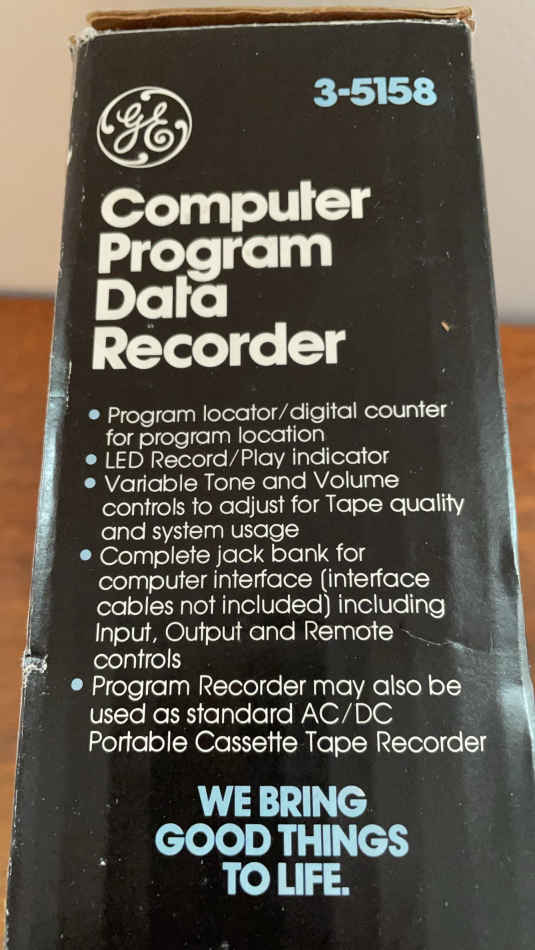 3-5158
GE
Computer
Program
Data
Recorder
• Program locator/digital counter
for program location
• LED Record/Play indicator
• Variable Tone and Volume
controls to adjust for Tape quality
and system usage
• Complete jack bank for
computer interface (interface
cables not included) including
Input, Output and Remote
controls
• Program Recorder may also be
used as standard AC/DC
Portable Cassette Tape Recorder
WE BRING
GOOD THINGS
TO LIFE.